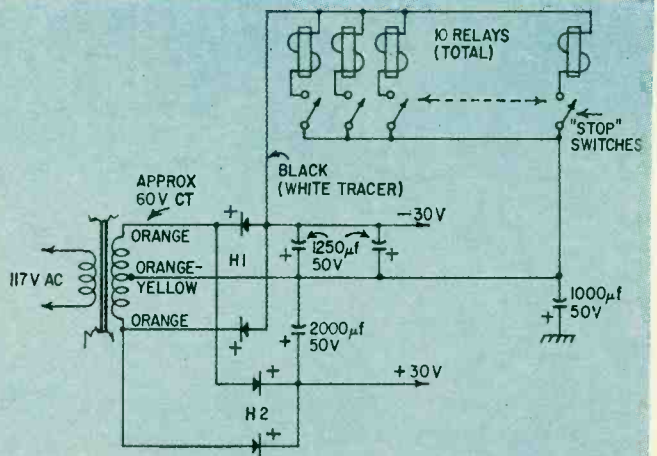 10 RELAYS
(TOTAL)
"STOP"
SWITCHES
BLACK
(WHITE TRACER)
APPROX
60V CT
ORANGE
+
H1
-30V
+
1250μf
50V
+
117V AC
ORANGE-
YELLOW
ORANGE
+
+
2000μf
50V
+
1000μf
50V
+
+30V
H2
+